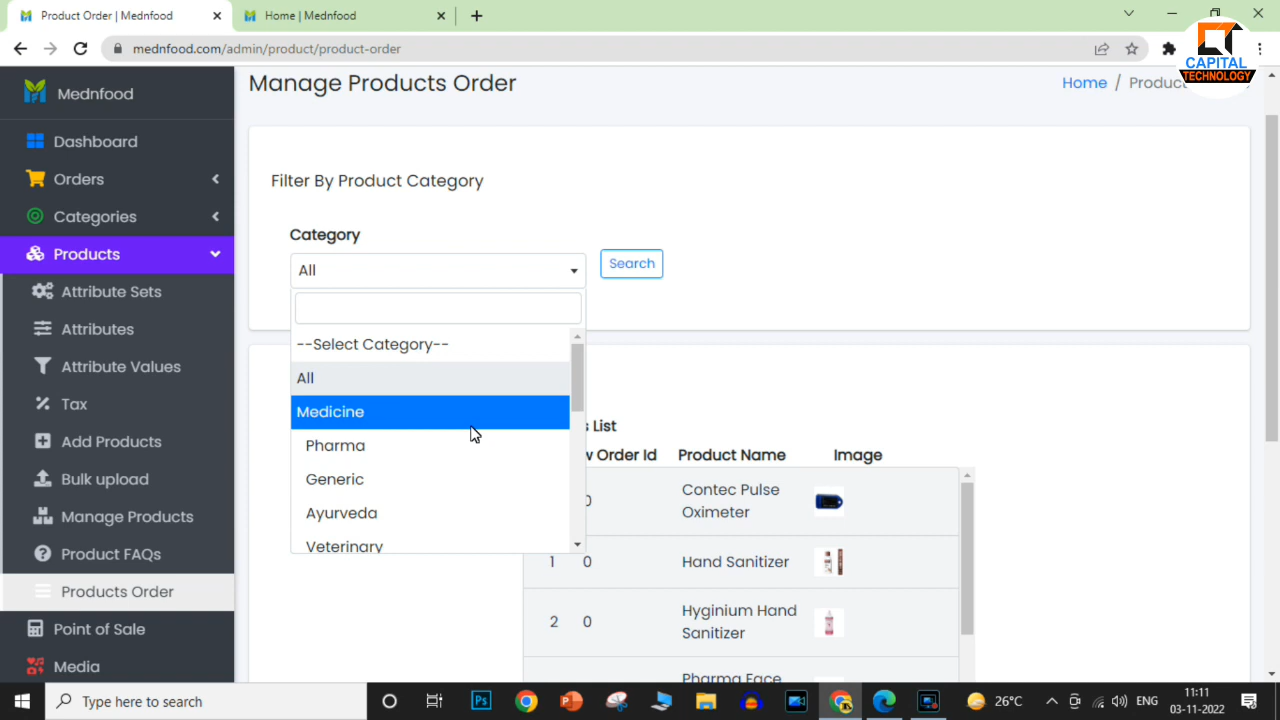 Product Order | Mednfood
Home | Mednfood
mednfood.com/admin/product/product-order
CAPITAL
TECHNOLOGY
Mednfood
Dashboard
Orders
Categories
Products
Attribute Sets
Attributes
Attribute Values
Tax
Add Products
Bulk upload
Manage Products
Product FAQs
Products Order
Point of Sale
Media
Manage Products Order
Home / Produc
Filter By Product Category
Category
All
Search
--Select Category--
All
Medicine
Pharma
Generic
Ayurveda
Veterinary
s List
w Order Id Product Name Image
0 Contec Pulse
Oximeter
1 0 Hand Sanitizer
2 0 Hyginium Hand
Sanitizer
Pharma Face
Type here to search
Ps
26°C
ENG
11:11
03-11-2022